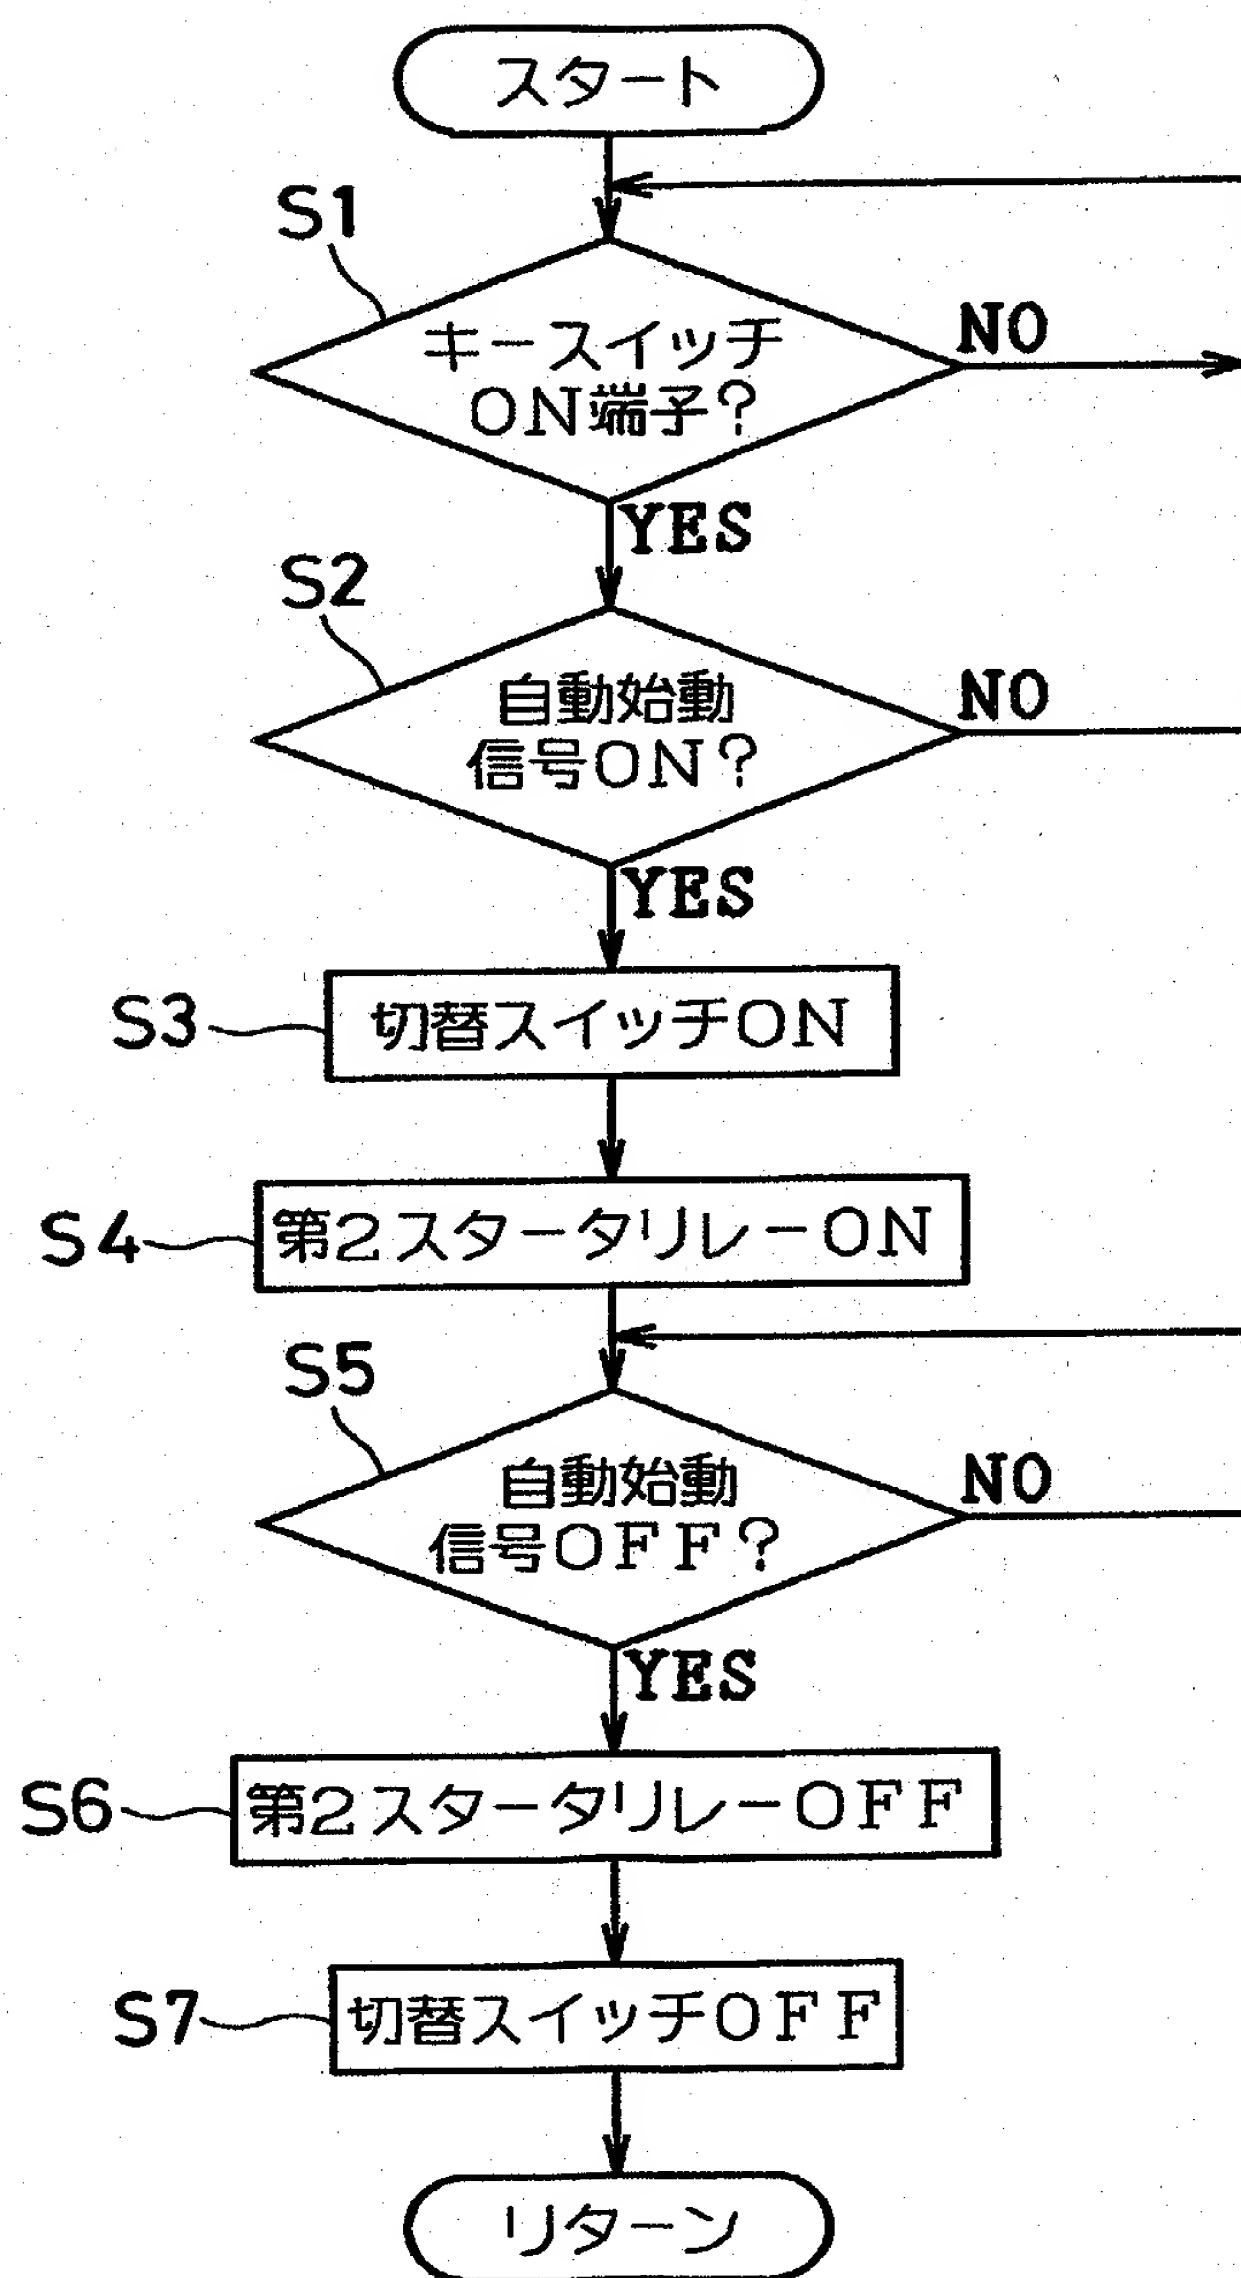 スタート
S1
キースイッチ
ON端子?
NO
YES
S2
自動始動
信号ON?
NO
YES
S3
切替スイッチON
S4
第2スタータリレーON
S5
自動始動
信号OFF?
NO
YES
S6
第2スタータリレーOFF
S7
切替スイッチOFF
リターン